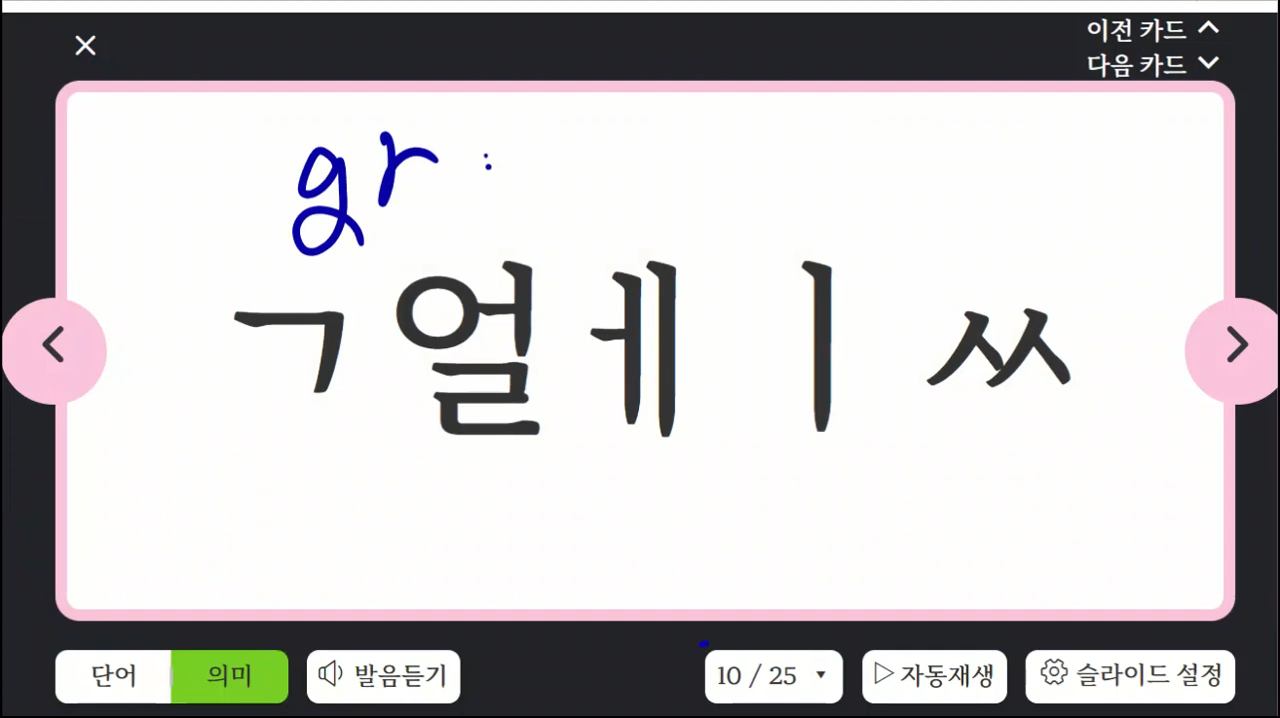 이전 카드
다음 카드
gr
ㄱ얼ㅔㅣㅆ
단어 의미 발음듣기 10 / 25 자동재생 슬라이드 설정